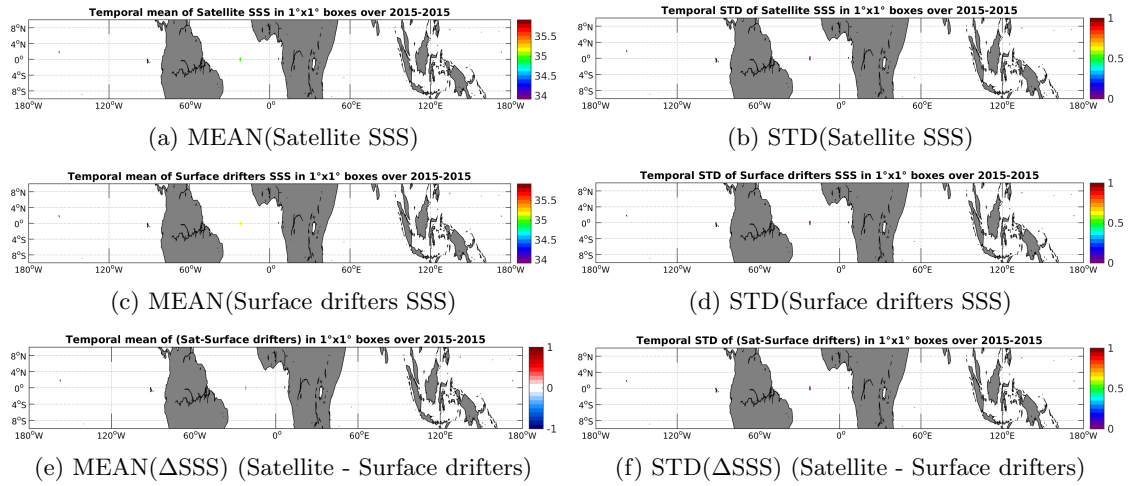 Temporal mean of Satellite SSS in 1°x1° boxes over 2015-2015
8°N
4°N
0°
4°S
8°S
180°W 120°W 60°W 0° 60°E 120°E 180°W
35.5
35
34.5
34
(a) MEAN(Satellite SSS)
Temporal STD of Satellite SSS in 1°x1° boxes over 2015-2015
8°N
4°N
0°
4°S
8°S
180°W 120°W 60°W 0° 60°E 120°E 180°W
1
0.5
0
(b) STD(Satellite SSS)
Temporal mean of Surface drifters SSS in 1°x1° boxes over 2015-2015
8°N
4°N
0°
4°S
8°S
180°W 120°W 60°W 0° 60°E 120°E 180°W
35.5
35
34.5
34
(c) MEAN(Surface drifters SSS)
Temporal STD of Surface drifters SSS in 1°x1° boxes over 2015-2015
8°N
4°N
0°
4°S
8°S
180°W 120°W 60°W 0° 60°E 120°E 180°W
1
0.5
0
(d) STD(Surface drifters SSS)
Temporal mean of (Sat-Surface drifters) in 1°x1° boxes over 2015-2015
8°N
4°N
0°
4°S
8°S
180°W 120°W 60°W 0° 60°E 120°E 180°W
1
0
-1
(e) MEAN(ΔSSS) (Satellite - Surface drifters)
Temporal STD of (Sat-Surface drifters) in 1°x1° boxes over 2015-2015
8°N
4°N
0°
4°S
8°S
180°W 120°W 60°W 0° 60°E 120°E 180°W
1
0.5
0
(f) STD(ΔSSS) (Satellite - Surface drifters)